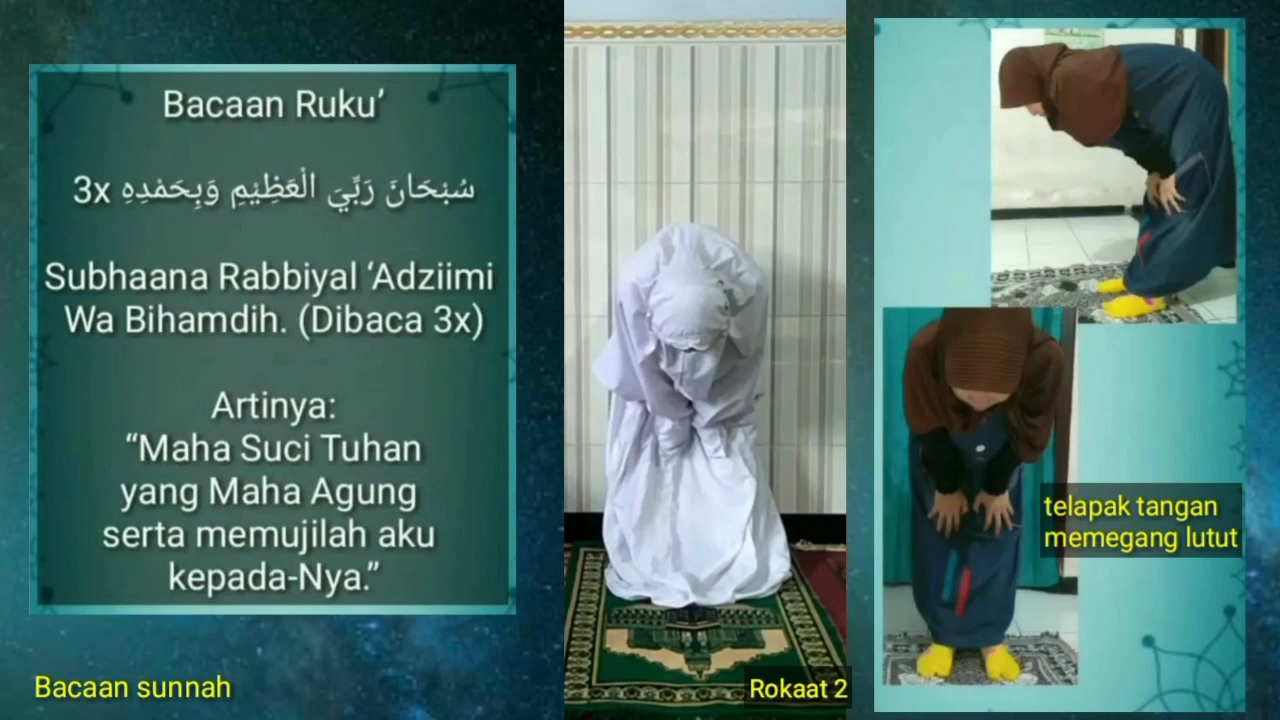 Bacaan Ruku’
سُبْحَانَ رَبِّيَ الْعَظِيْمِ وَبِحَمْدِهِ 3x
Subhaana Rabbiyal ‘Adziimi
Wa Bihamdih. (Dibaca 3x)
Artinya:
“Maha Suci Tuhan
yang Maha Agung
serta memujilah aku
kepada-Nya.”
Bacaan sunnah
Rokaat 2
telapak tangan
memegang lutut